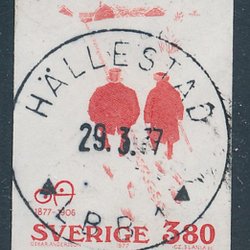 HÄLLESTAD
29.3.77
1877-1906
SVERIGE 380
OSKAR ANDERSSON
1977
CZ.SLANIA SC